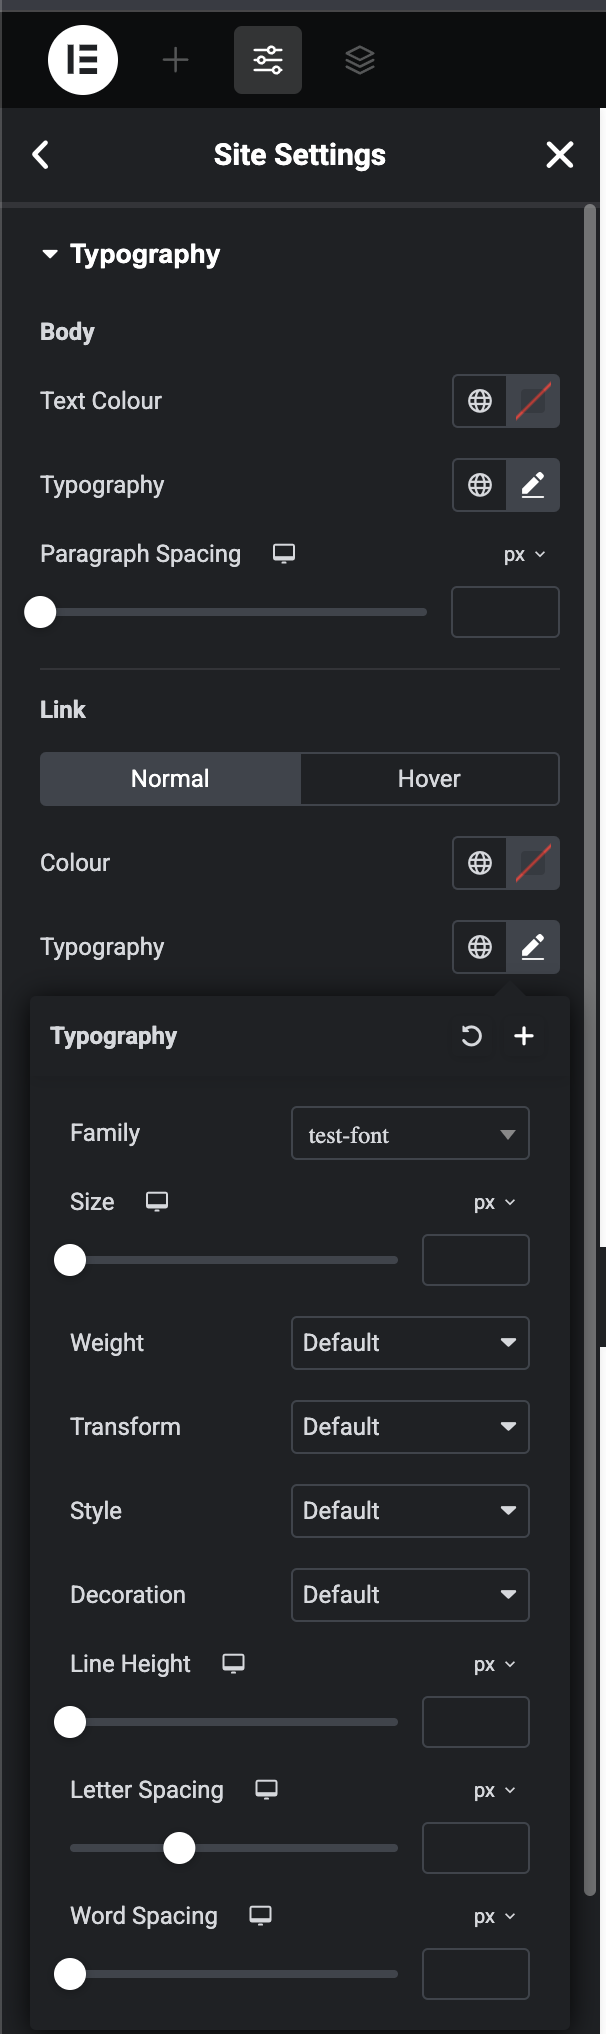 Site Settings
Typography
Body
Text Colour
Typography
Paragraph Spacing px
Link
Normal Hover
Colour
Typography
Typography
Family test-font
Size px
Weight Default
Transform Default
Style Default
Decoration Default
Line Height px
Letter Spacing px
Word Spacing px